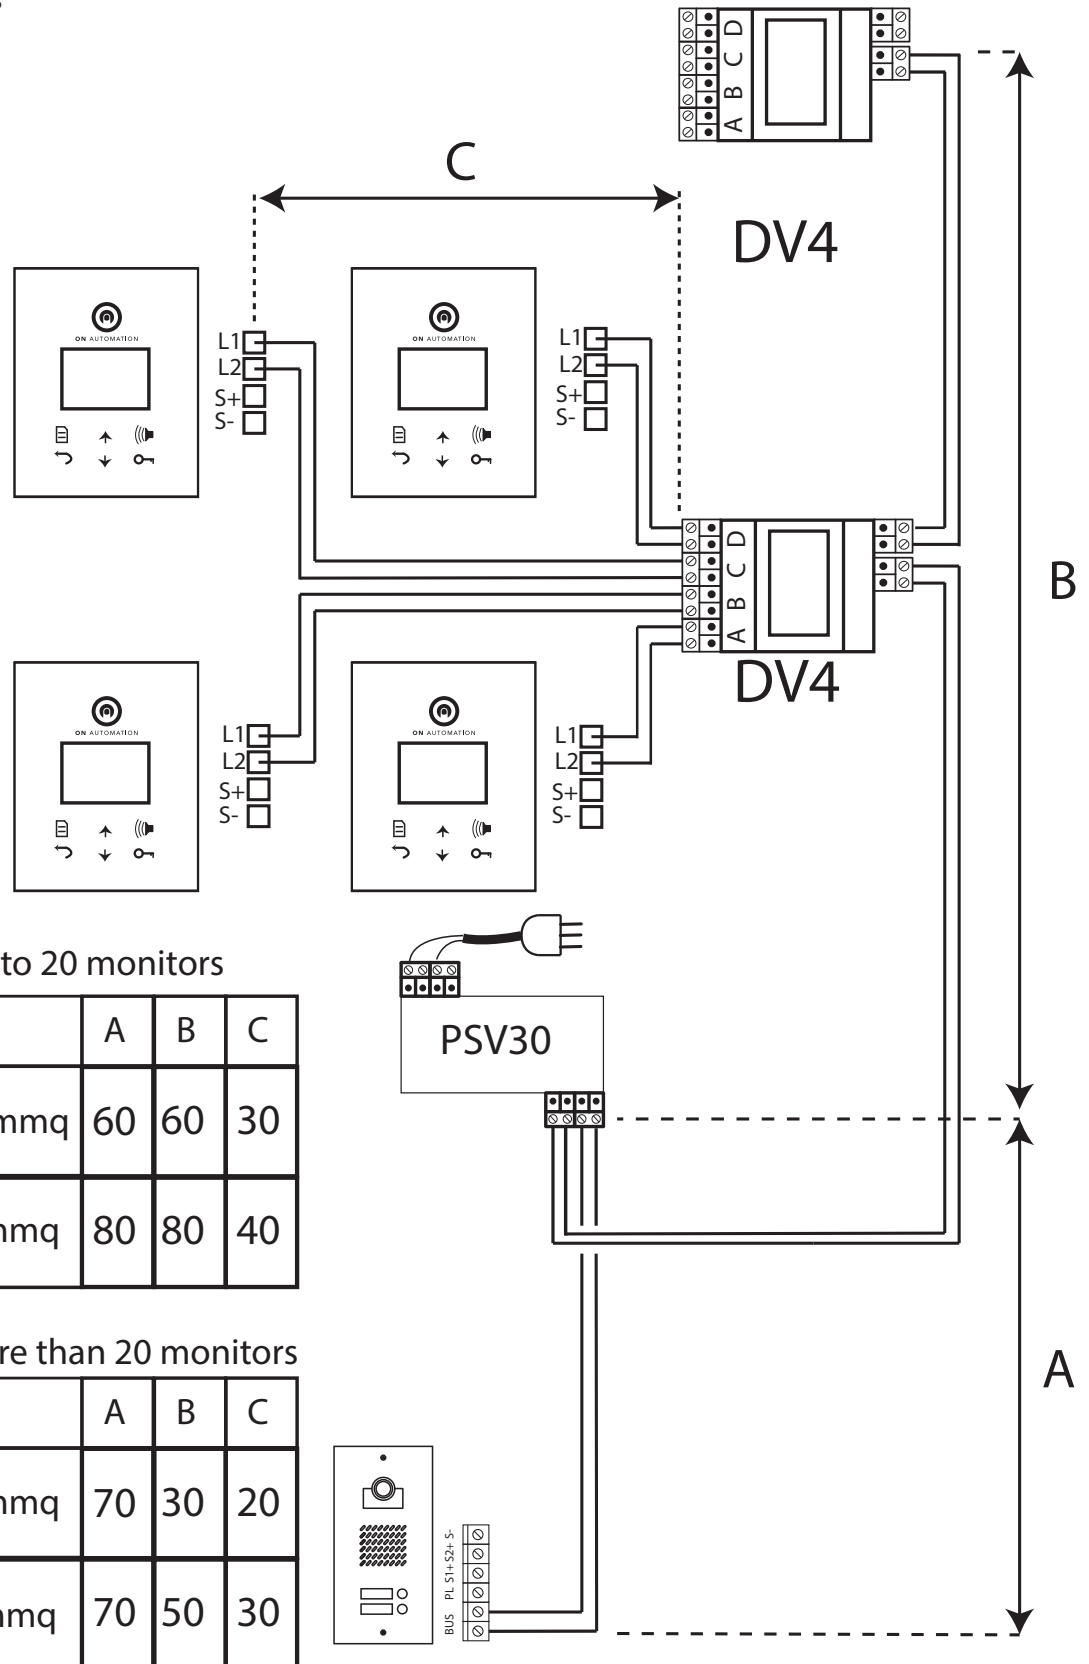 D
C
B
A
C
DV4
B
ON AUTOMATION
L1
L2
S+
S-
ON AUTOMATION
L1
L2
S+
S-
D
C
B
A
DV4
ON AUTOMATION
L1
L2
S+
S-
ON AUTOMATION
L1
L2
S+
S-
to 20 monitors
A B C
mmq 60 60 30
mmq 80 80 40
PSV30
re than 20 monitors
A B C
mmq 70 30 20
mmq 70 50 30
A
BUS PL S1+ S2+ S-